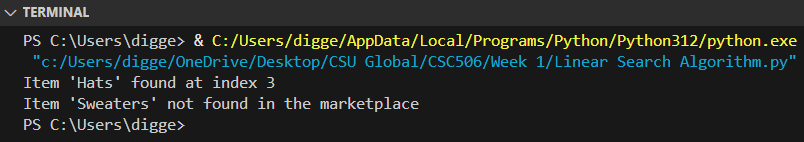 TERMINAL
PS C:\Users\digge> & C:/Users/digge/AppData/Local/Programs/Python/Python312/python.exe
"c:/Users/digge/OneDrive/Desktop/CSU Global/CSC506/Week 1/Linear Search Algorithm.py"
Item 'Hats' found at index 3
Item 'Sweaters' not found in the marketplace
PS C:\Users\digge>